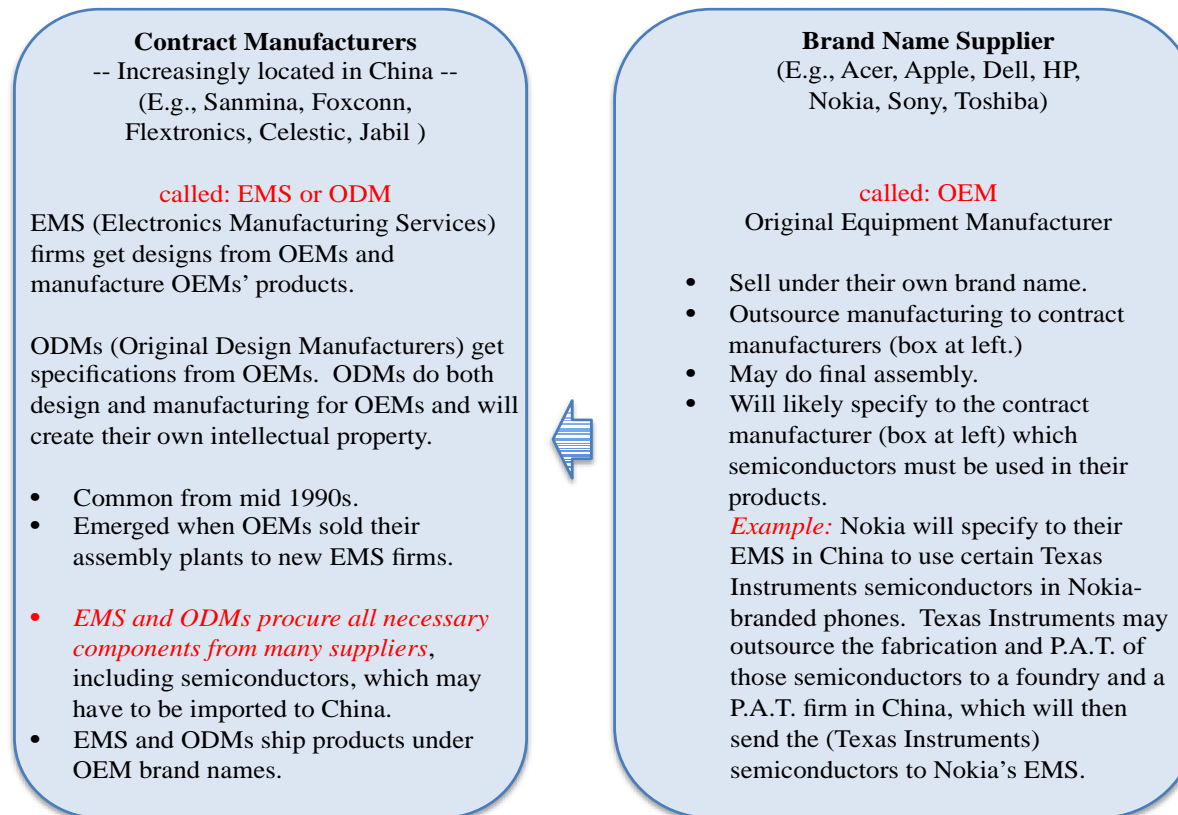 Contract Manufacturers
-- Increasingly located in China --
(E.g., Sanmina, Foxconn,
Flextronics, Celestic, Jabil )
called: EMS or ODM
EMS (Electronics Manufacturing Services)
firms get designs from OEMs and
manufacture OEMs’ products.
ODMs (Original Design Manufacturers) get
specifications from OEMs.  ODMs do both
design and manufacturing for OEMs and will
create their own intellectual property.
• Common from mid 1990s.
• Emerged when OEMs sold their
assembly plants to new EMS firms.
• EMS and ODMs procure all necessary
components from many suppliers,
including semiconductors, which may
have to be imported to China.
• EMS and ODMs ship products under
OEM brand names.
Brand Name Supplier
(E.g., Acer, Apple, Dell, HP,
Nokia, Sony, Toshiba)
called: OEM
Original Equipment Manufacturer
• Sell under their own brand name.
• Outsource manufacturing to contract
manufacturers (box at left.)
• May do final assembly.
• Will likely specify to the contract
manufacturer (box at left) which
semiconductors must be used in their
products.
Example: Nokia will specify to their
EMS in China to use certain Texas
Instruments semiconductors in Nokia-
branded phones.  Texas Instruments may
outsource the fabrication and P.A.T. of
those semiconductors to a foundry and a
P.A.T. firm in China, which will then
send the (Texas Instruments)
semiconductors to Nokia’s EMS.